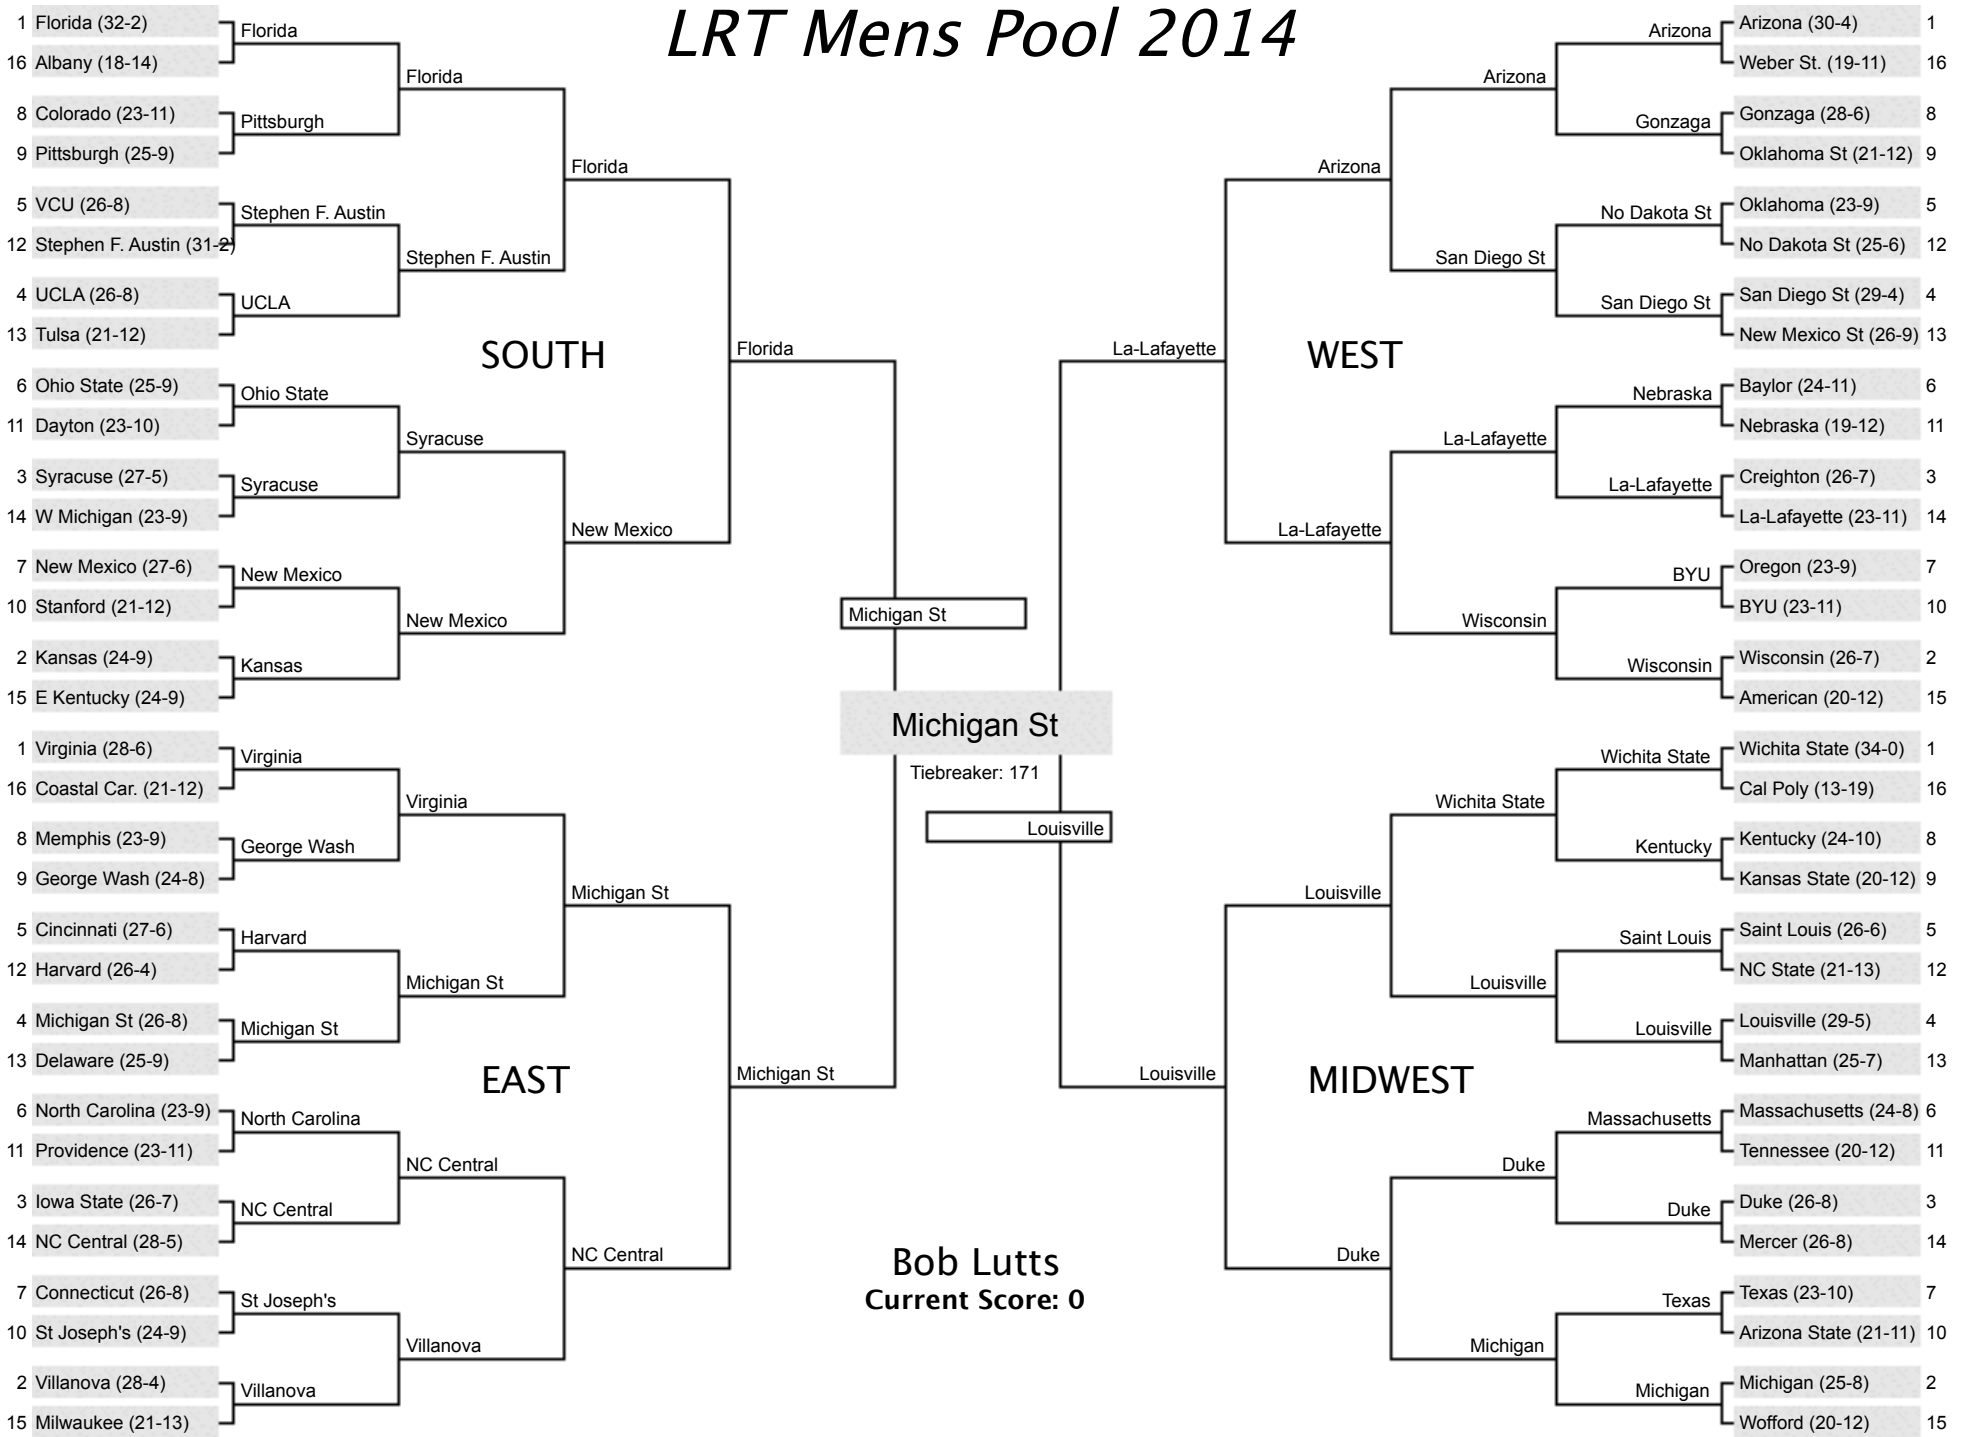 LRT Mens Pool 2014
1 Florida (32-2)
16 Albany (18-14)
8 Colorado (23-11)
9 Pittsburgh (25-9)
5 VCU (26-8)
12 Stephen F. Austin (31-2)
4 UCLA (26-8)
13 Tulsa (21-12)
6 Ohio State (25-9)
11 Dayton (23-10)
3 Syracuse (27-5)
14 W Michigan (23-9)
7 New Mexico (27-6)
10 Stanford (21-12)
2 Kansas (24-9)
15 E Kentucky (24-9)
Florida
Pittsburgh
Stephen F. Austin
UCLA
Ohio State
Syracuse
New Mexico
Kansas
Florida
Stephen F. Austin
Syracuse
New Mexico
Florida
New Mexico
SOUTH
Florida
1 Virginia (28-6)
16 Coastal Car. (21-12)
8 Memphis (23-9)
9 George Wash (24-8)
5 Cincinnati (27-6)
12 Harvard (26-4)
4 Michigan St (26-8)
13 Delaware (25-9)
6 North Carolina (23-9)
11 Providence (23-11)
3 Iowa State (26-7)
14 NC Central (28-5)
7 Connecticut (26-8)
10 St Joseph's (24-9)
2 Villanova (28-4)
15 Milwaukee (21-13)
Virginia
George Wash
Harvard
Michigan St
North Carolina
NC Central
St Joseph's
Villanova
Virginia
Michigan St
NC Central
Villanova
Michigan St
NC Central
EAST
Michigan St
Michigan St
Michigan St
Tiebreaker: 171
Louisville
Bob Lutts
Current Score: 0
Arizona (30-4) 1
Weber St. (19-11) 16
Gonzaga (28-6) 8
Oklahoma St (21-12) 9
Oklahoma (23-9) 5
No Dakota St (25-6) 12
San Diego St (29-4) 4
New Mexico St (26-9) 13
Baylor (24-11) 6
Nebraska (19-12) 11
Creighton (26-7) 3
La-Lafayette (23-11) 14
Oregon (23-9) 7
BYU (23-11) 10
Wisconsin (26-7) 2
American (20-12) 15
Arizona
Gonzaga
No Dakota St
San Diego St
Nebraska
La-Lafayette
BYU
Wisconsin
Arizona
San Diego St
La-Lafayette
Wisconsin
Arizona
La-Lafayette
WEST
La-Lafayette
Wichita State (34-0) 1
Cal Poly (13-19) 16
Kentucky (24-10) 8
Kansas State (20-12) 9
Saint Louis (26-6) 5
NC State (21-13) 12
Louisville (29-5) 4
Manhattan (25-7) 13
Massachusetts (24-8) 6
Tennessee (20-12) 11
Duke (26-8) 3
Mercer (26-8) 14
Texas (23-10) 7
Arizona State (21-11) 10
Michigan (25-8) 2
Wofford (20-12) 15
Wichita State
Kentucky
Saint Louis
Louisville
Massachusetts
Duke
Texas
Michigan
Wichita State
Louisville
Duke
Michigan
Louisville
Duke
MIDWEST
Louisville